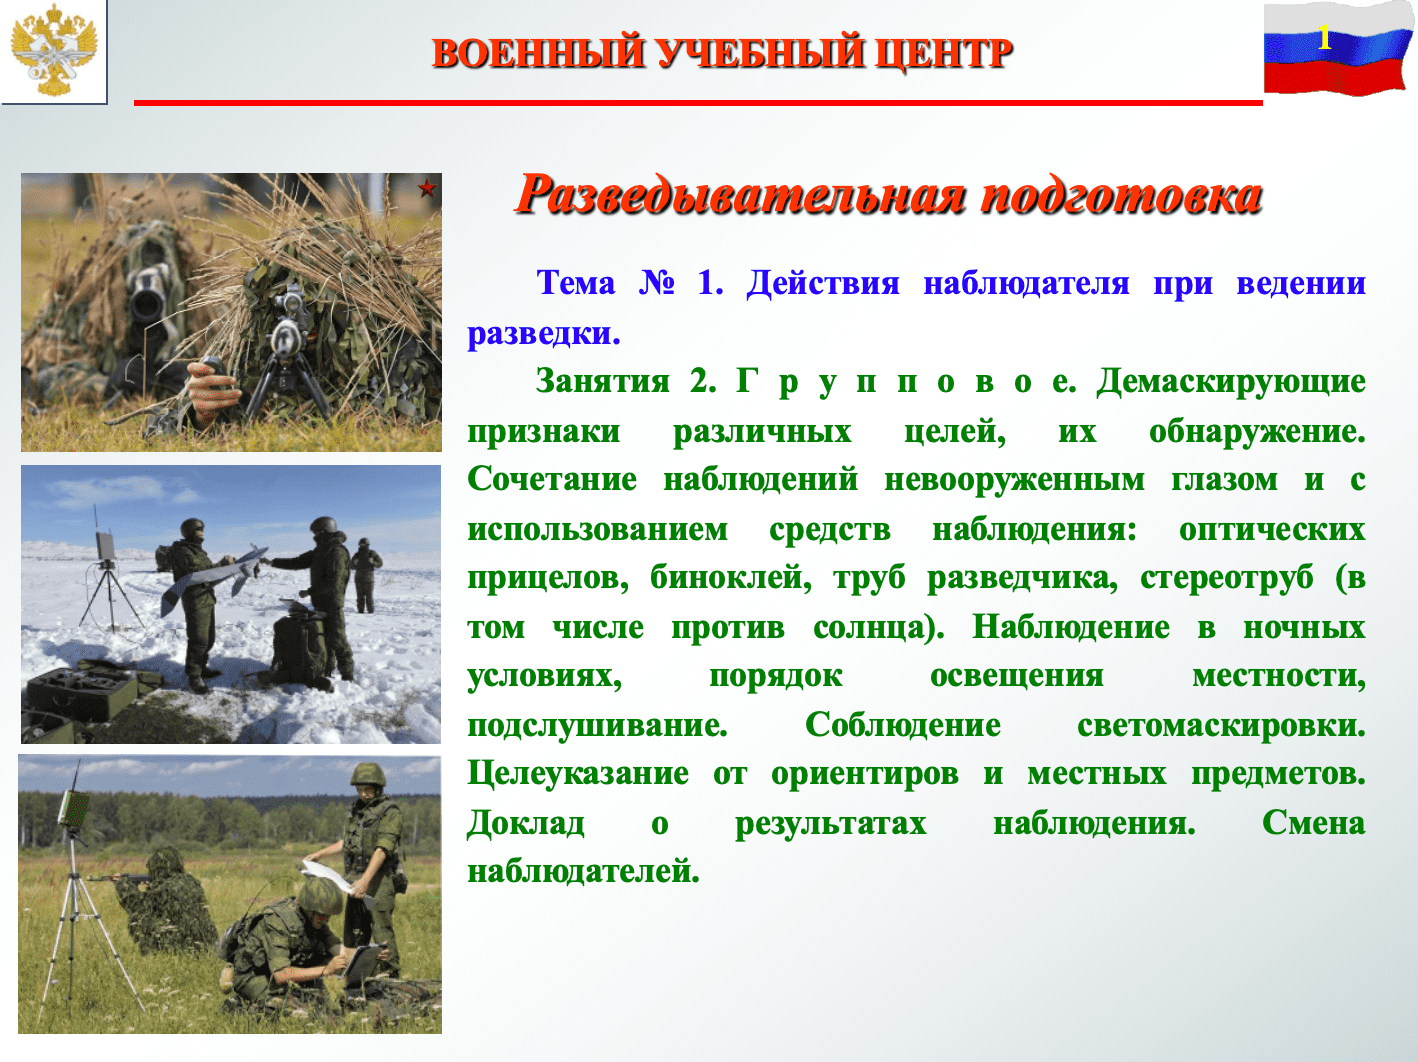 ВОЕННЫЙ УЧЕБНЫЙ ЦЕНТР
1
Разведывательная подготовка
Тема № 1. Действия наблюдателя при ведении
разведки.
Занятия 2. Г р у п п о в о е. Демаскирующие
признаки различных целей, их обнаружение.
Сочетание наблюдений невооруженным глазом и с
использованием средств наблюдения: оптических
прицелов, биноклей, труб разведчика, стереотруб (в
том числе против солнца). Наблюдение в ночных
условиях, порядок освещения местности,
подслушивание. Соблюдение светомаскировки.
Целеуказание от ориентиров и местных предметов.
Доклад о результатах наблюдения. Смена
наблюдателей.